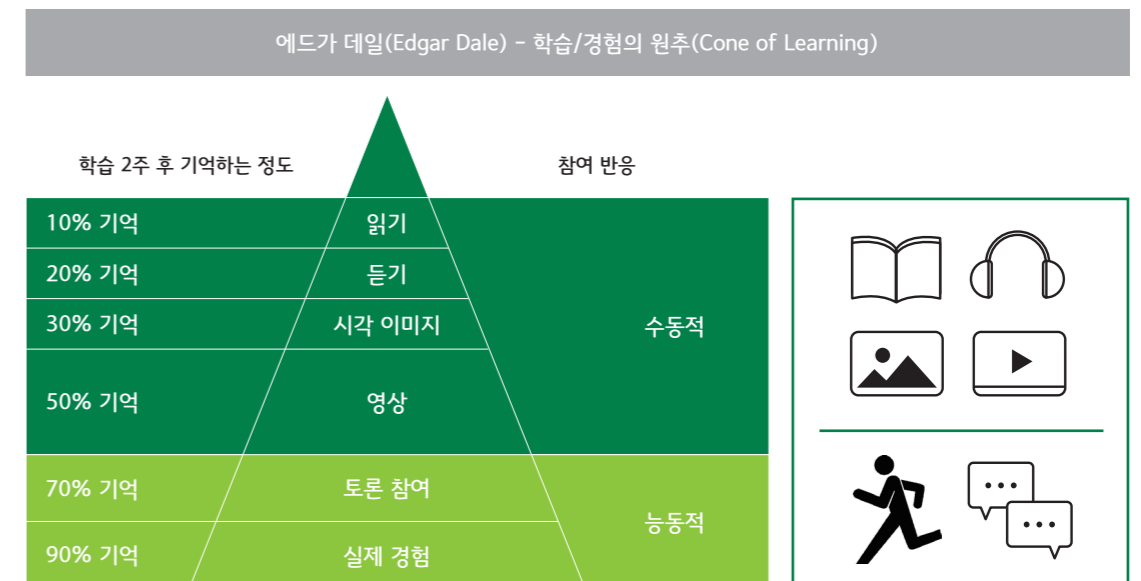 에드가 데일(Edgar Dale) - 학습/경험의 원추(Cone of Learning)
학습 2주 후 기억하는 정도
참여 반응
10% 기억
읽기
20% 기억
듣기
30% 기억
시각 이미지
수동적
50% 기억
영상
70% 기억
토론 참여
능동적
90% 기억
실제 경험